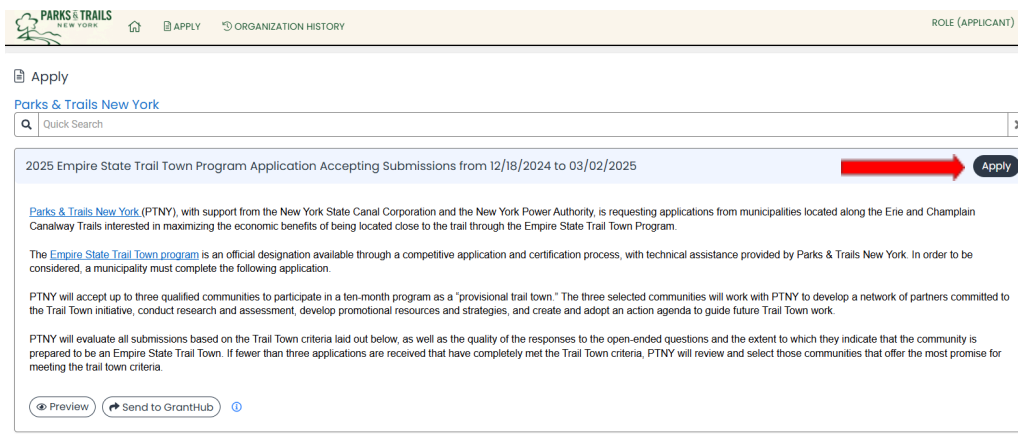 PARKS & TRAILS
NEW YORK
APPLY
ORGANIZATION HISTORY
ROLE (APPLICANT)
Apply
Parks & Trails New York
Quick Search
2025 Empire State Trail Town Program Application Accepting Submissions from 12/18/2024 to 03/02/2025
Apply
Parks & Trails New York (PTNY), with support from the New York State Canal Corporation and the New York Power Authority, is requesting applications from municipalities located along the Erie and Champlain
Canalway Trails interested in maximizing the economic benefits of being located close to the trail through the Empire State Trail Town Program.
The Empire State Trail Town program is an official designation available through a competitive application and certification process, with technical assistance provided by Parks & Trails New York. In order to be
considered, a municipality must complete the following application.
PTNY will accept up to three qualified communities to participate in a ten-month program as a "provisional trail town." The three selected communities will work with PTNY to develop a network of partners committed to
the Trail Town initiative, conduct research and assessment, develop promotional resources and strategies, and create and adopt an action agenda to guide future Trail Town work.
PTNY will evaluate all submissions based on the Trail Town criteria laid out below, as well as the quality of the responses to the open-ended questions and the extent to which they indicate that the community is
prepared to be an Empire State Trail Town. If fewer than three applications are received that have completely met the Trail Town criteria, PTNY will review and select those communities that offer the most promise for
meeting the trail town criteria.
Preview
Send to GrantHub